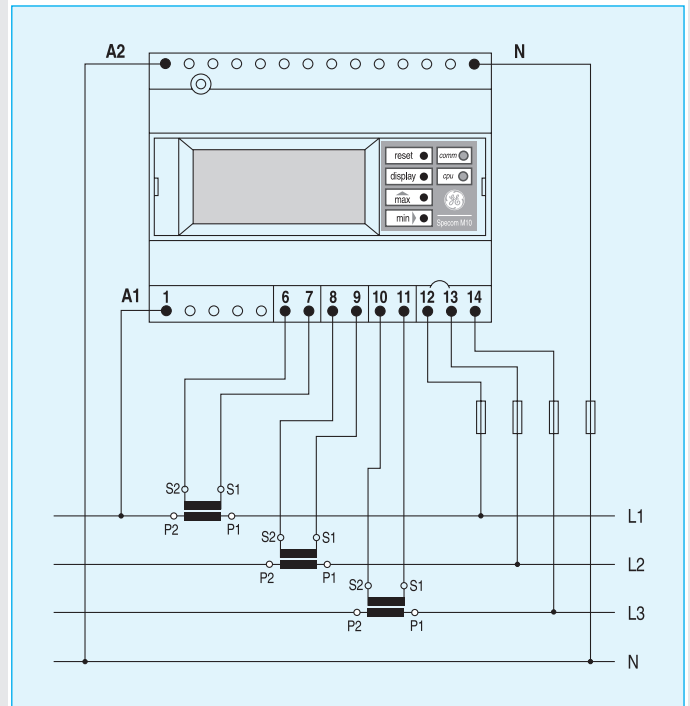 A2 N
reset comm
display cpu
max
min
Specom M10
A1 1 6 7 8 9 10 11 12 13 14
S2 S1
P2 P1 L1
S2 S1
P2 P1 L2
S2 S1
P2 P1 L3
N